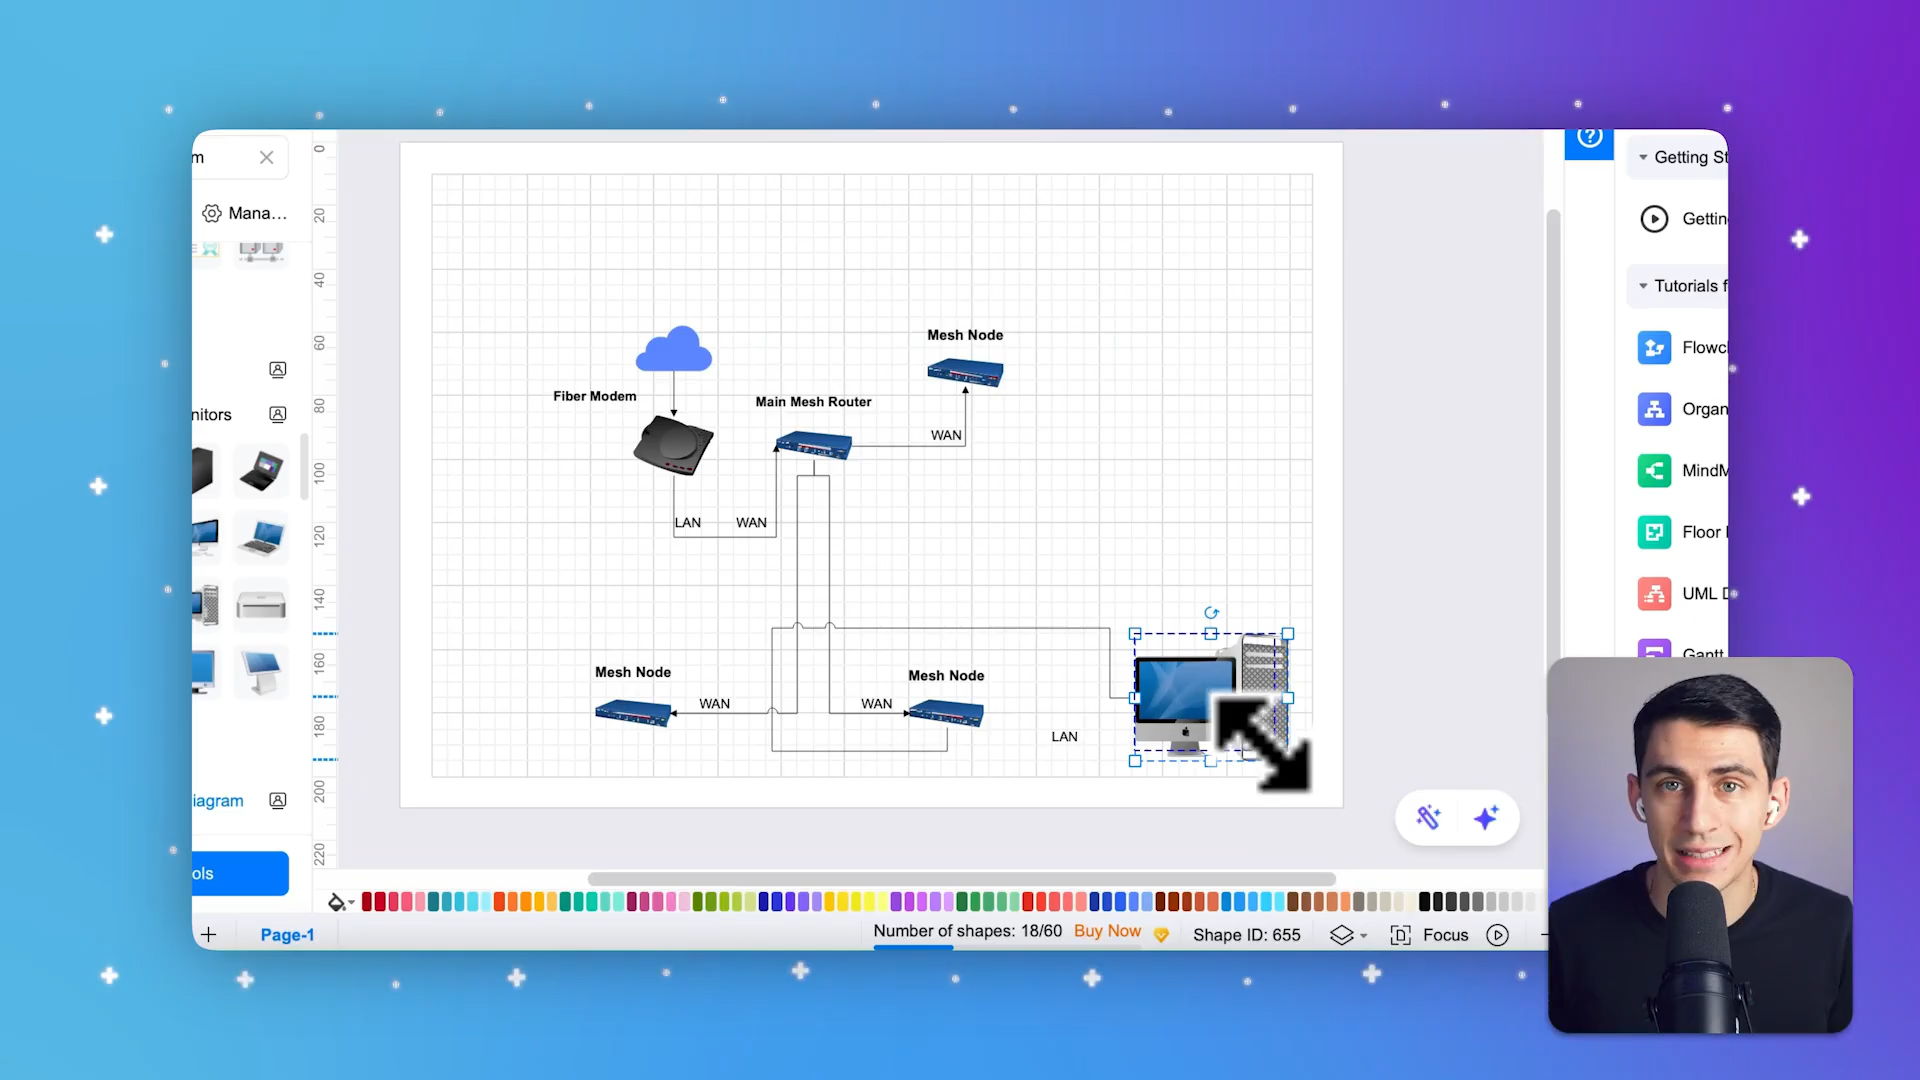 m
Mana...
nitors
iagram
ols
0
20
40
60
80
100
120
140
160
180
200
220
Mesh Node
Fiber Modem
Main Mesh Router
WAN
LAN
WAN
Mesh Node
Mesh Node
WAN
WAN
LAN
Getting St
Gettin
Tutorials f
Flowc
Organ
MindM
Floor
UML D
Gantt
Page-1
Number of shapes: 18/60
Buy Now
Shape ID: 655
Focus